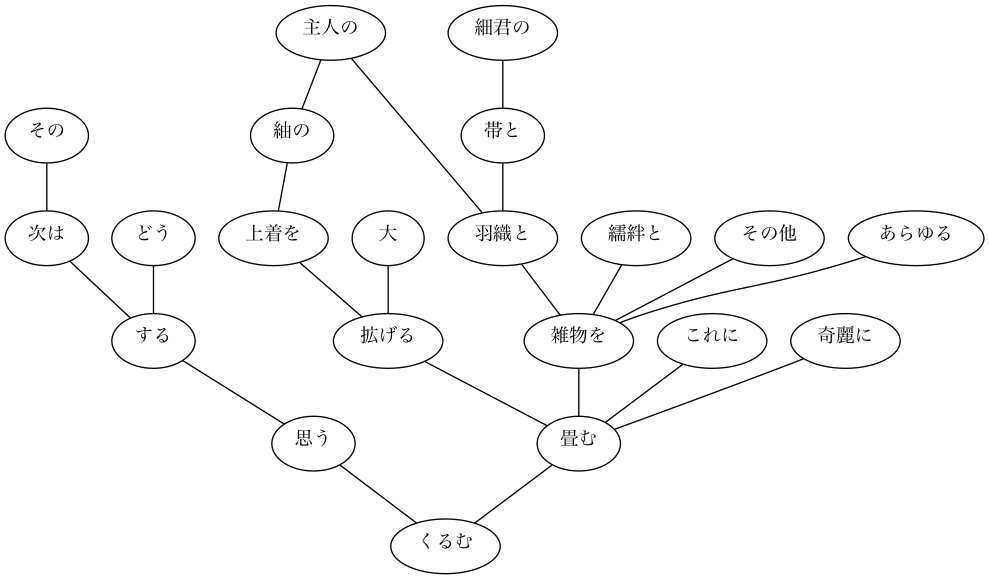 主人の 細君の
その 紬の 帯と
次は どう 上着を 大 羽織と 繻絆と その他 あらゆる
する 拡げる 雑物を これに 奇麗に
思う 畳む
くるむ